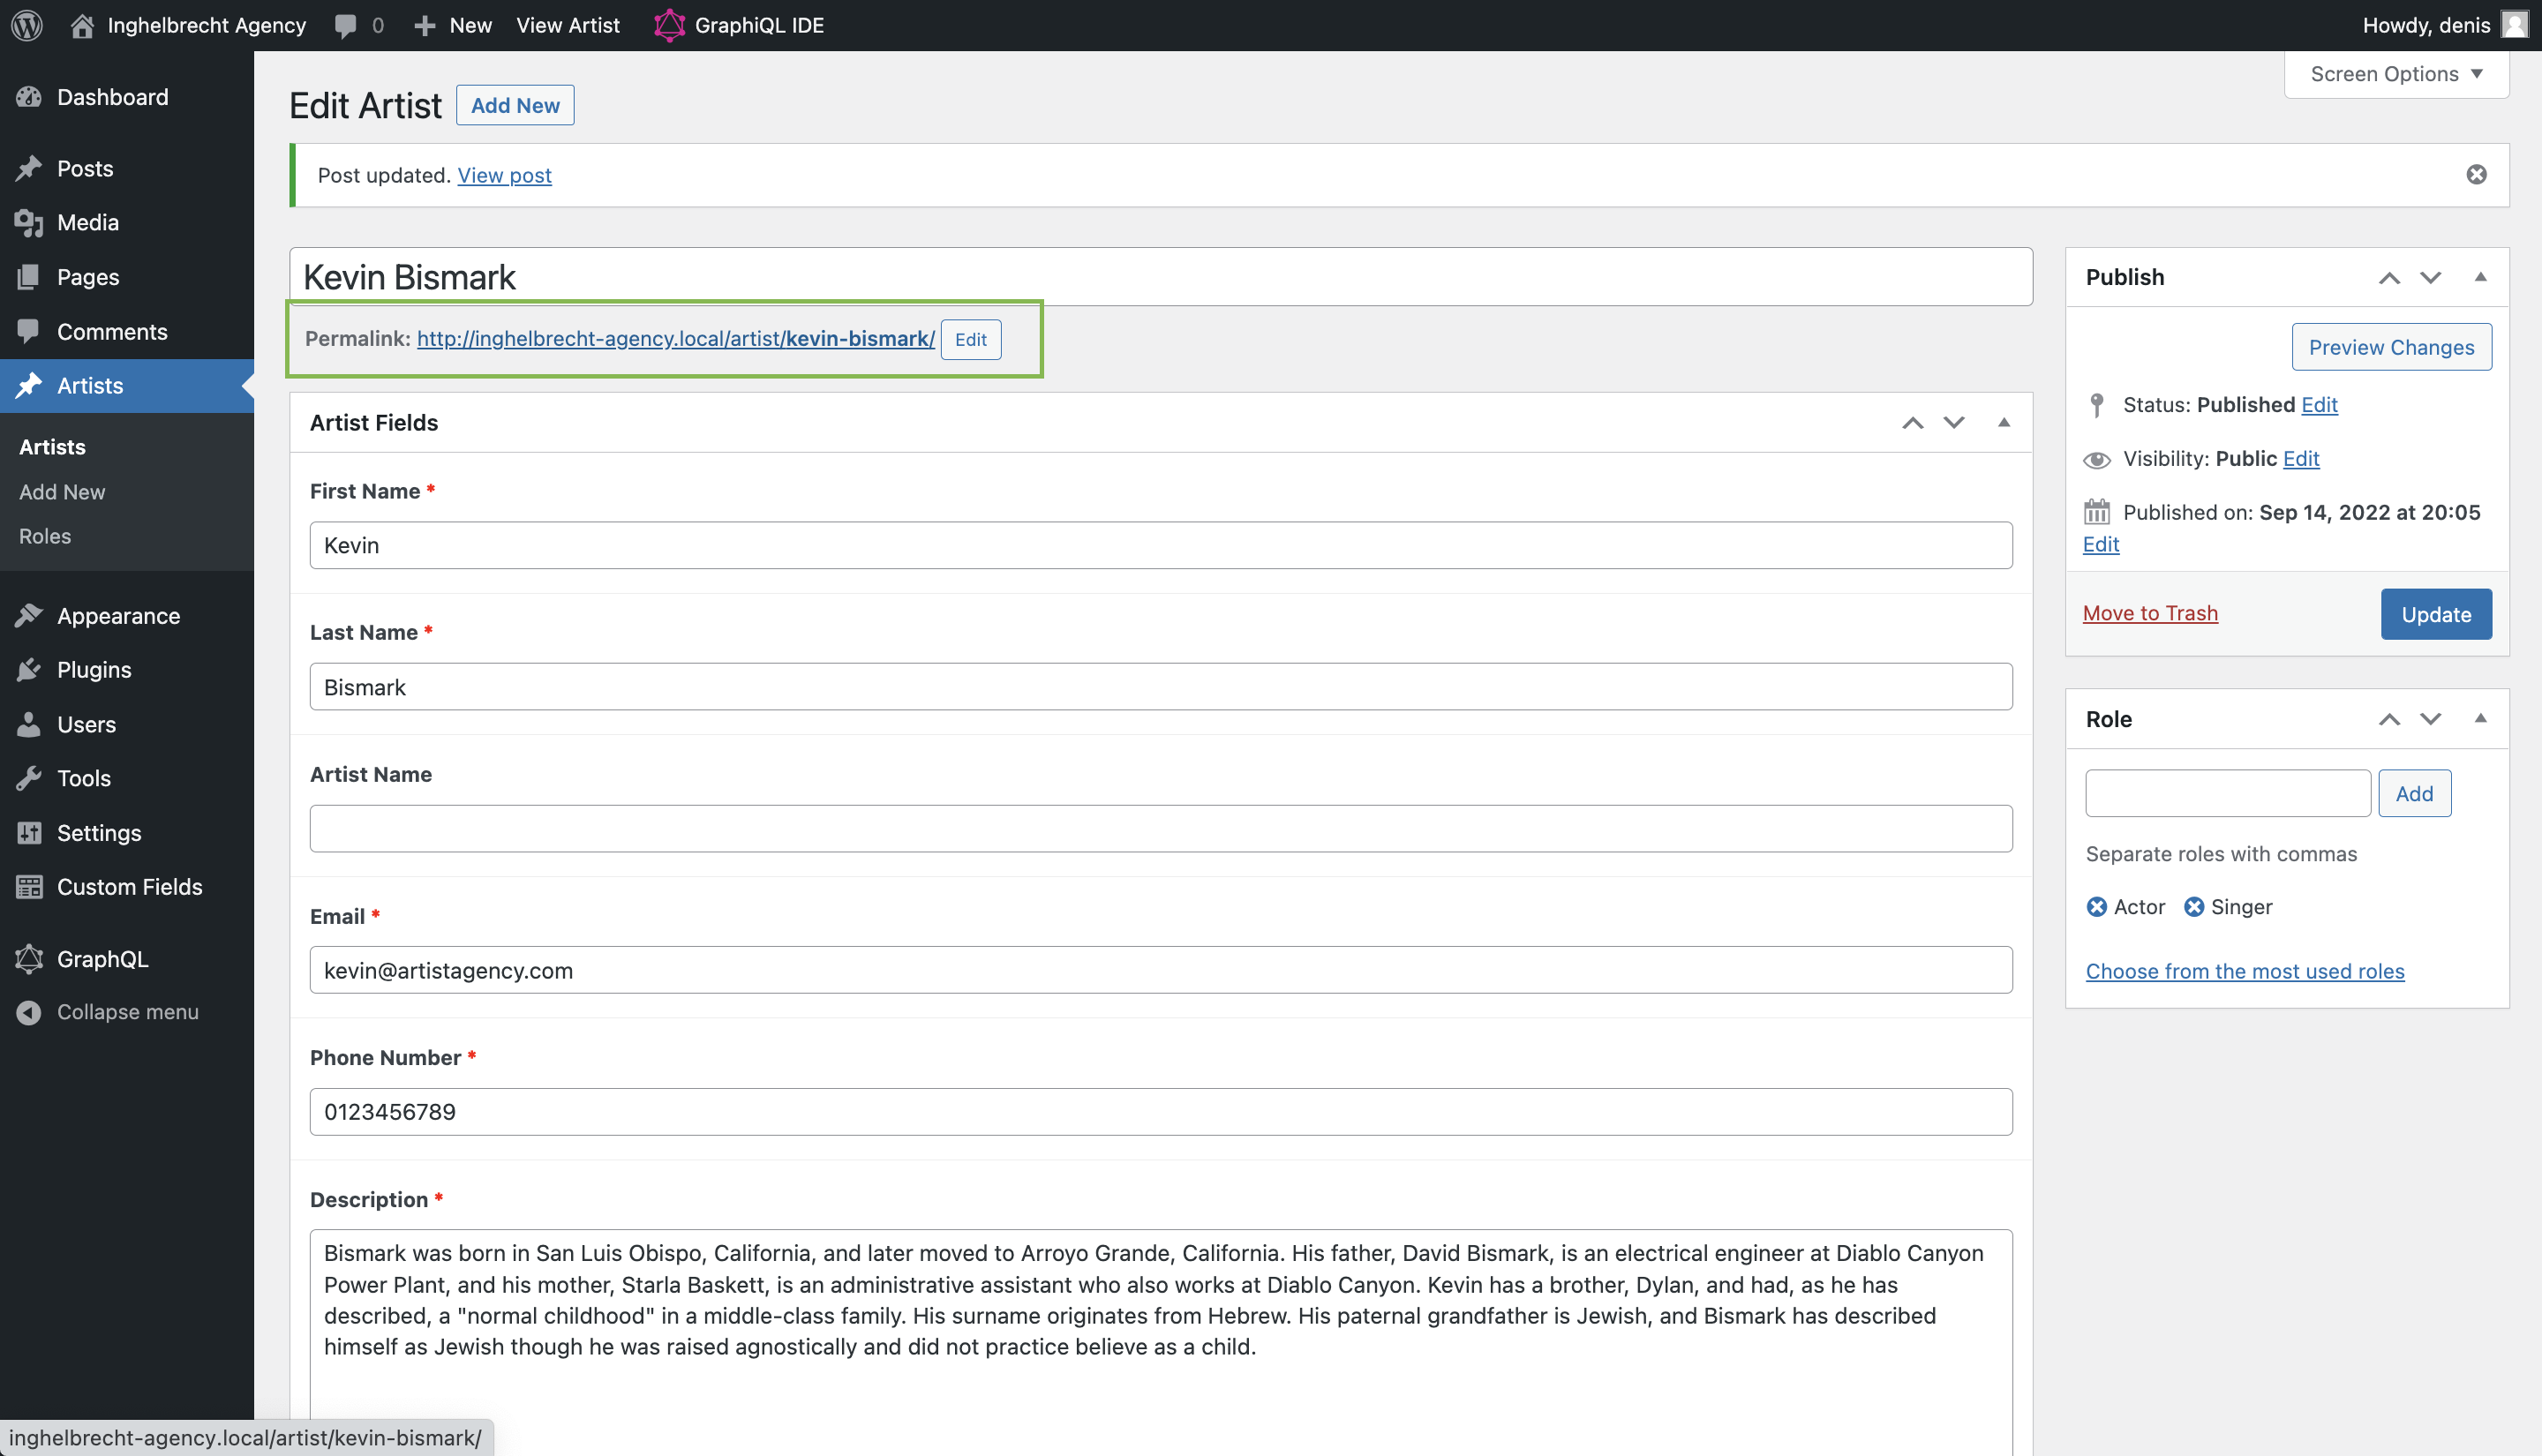 Inghelbrecht Agency 0 New View Artist GraphiQL IDE Howdy, denis
Screen Options
Dashboard
Posts
Media
Pages
Comments
Artists
Artists
Add New
Roles
Appearance
Plugins
Users
Tools
Settings
Custom Fields
GraphQL
Collapse menu
Edit Artist Add New
Post updated. View post
Kevin Bismark
Permalink: http://inghelbrecht-agency.local/artist/kevin-bismark/ Edit
Artist Fields
First Name *
Kevin
Last Name *
Bismark
Artist Name
Email *
kevin@artistagency.com
Phone Number *
0123456789
Description *
Bismark was born in San Luis Obispo, California, and later moved to Arroyo Grande, California. His father, David Bismark, is an electrical engineer at Diablo Canyon
Power Plant, and his mother, Starla Baskett, is an administrative assistant who also works at Diablo Canyon. Kevin has a brother, Dylan, and had, as he has
described, a "normal childhood" in a middle-class family. His surname originates from Hebrew. His paternal grandfather is Jewish, and Bismark has described
himself as Jewish though he was raised agnostically and did not practice believe as a child.
Publish
Preview Changes
Status: Published Edit
Visibility: Public Edit
Published on: Sep 14, 2022 at 20:05
Edit
Move to Trash Update
Role
Add
Separate roles with commas
Actor Singer
Choose from the most used roles
inghelbrecht-agency.local/artist/kevin-bismark/